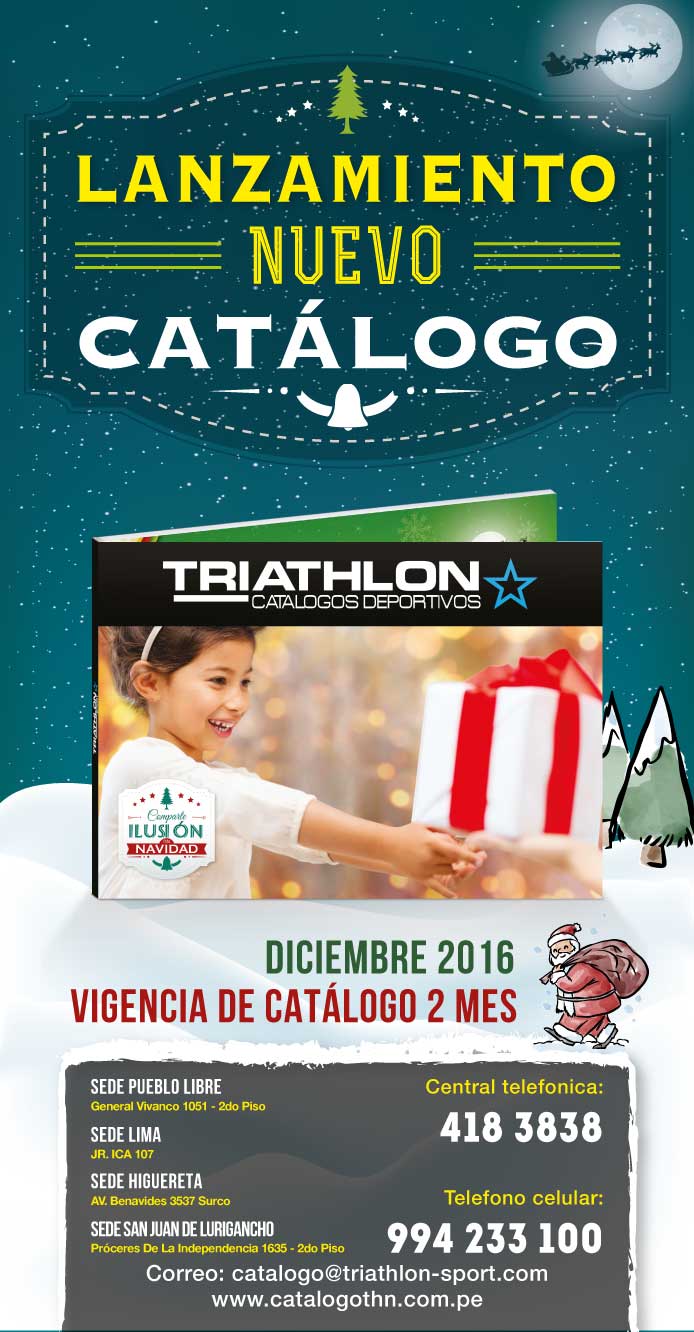 LANZAMIENTO
NUEVO
CATÁLOGO
TRIATHLON
CATALOGOS DEPORTIVOS
TRIATHLON
Comparte
ILUSIÓN
NAVIDAD
DICIEMBRE 2016
VIGENCIA DE CATÁLOGO 2 MES
SEDE PUEBLO LIBRE
General Vivanco 1051 - 2do Piso
SEDE LIMA
JR. ICA 107
SEDE HIGUERETA
AV. Benavides 3537 Surco
SEDE SAN JUAN DE LURIGANCHO
Próceres De La Independencia 1635 - 2do Piso
Central telefonica:
418 3838
Telefono celular:
994 233 100
Correo: catalogo@triathlon-sport.com
www.catalogothn.com.pe